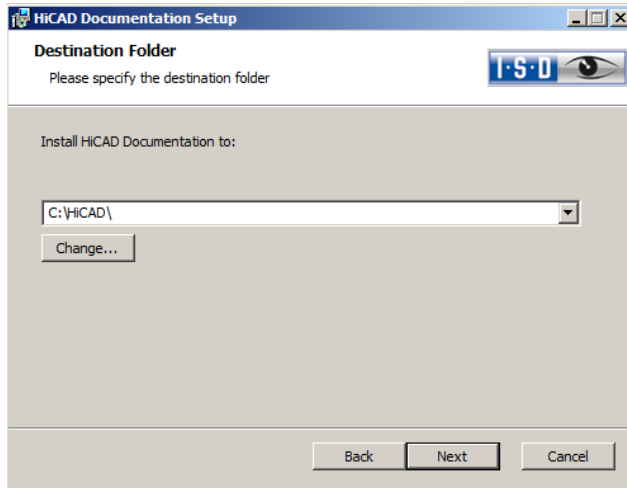 HiCAD Documentation Setup
Destination Folder
Please specify the destination folder
I·S·D
Install HiCAD Documentation to:
C:\HiCAD\
Change...
Back Next Cancel